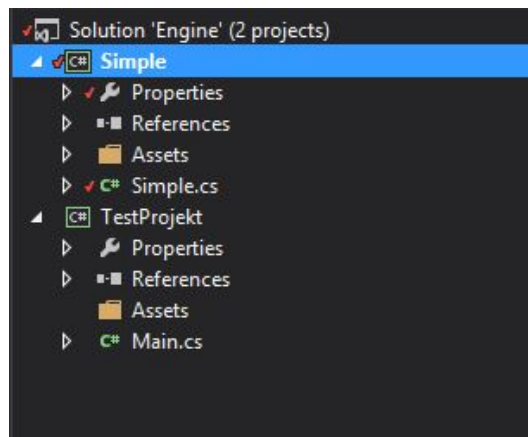 Solution 'Engine' (2 projects)
C# Simple
Properties
References
Assets
C# Simple.cs
C# TestProjekt
Properties
References
Assets
C# Main.cs